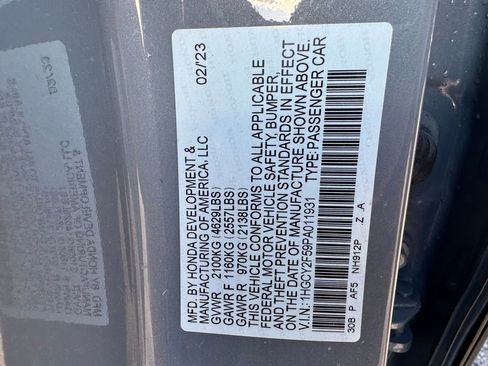 MFD. BY HONDA DEVELOPMENT &
MANUFACTURING OF AMERICA, LLC 02/'23
GVWR 2100KG (4629LBS)
GAWR F 1160KG (2557LBS)
GAWR R 970KG (2138LBS)
THIS VEHICLE CONFORMS TO ALL APPLICABLE
FEDERAL MOTOR VEHICLE SAFETY, BUMPER,
AND THEFT PREVENTION STANDARDS IN EFFECT
ON THE DATE OF MANUFACTURE SHOWN ABOVE.
V.I.N.: 1HGCY2F59PA011931 TYPE:PASSENGER CAR
30B P AF5 NH912P Z A